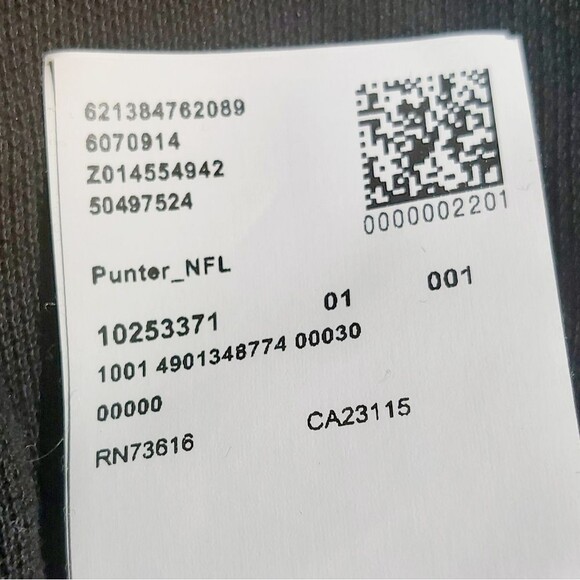 621384762089
6070914
Z014554942
50497524
0000002201
Punter_NFL
10253371 01 001
1001 4901348774 00030
00000
RN73616 CA23115